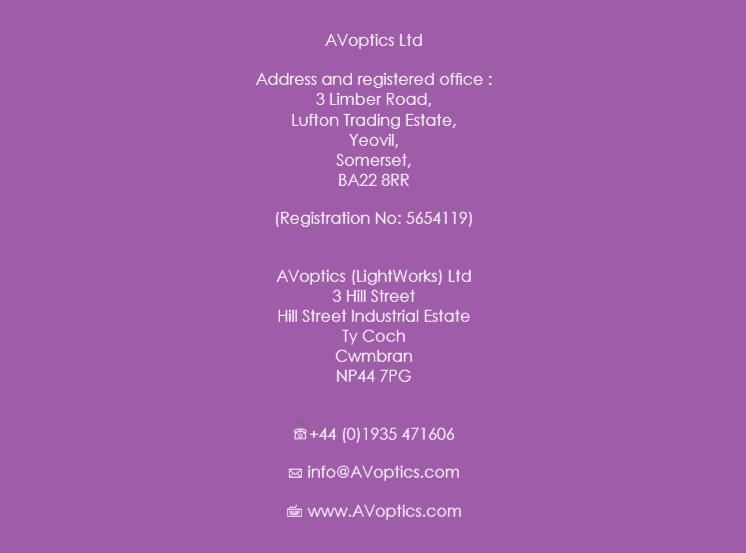 AVoptics Ltd
Address and registered office :
3 Limber Road,
Lufton Trading Estate,
Yeovil,
Somerset,
BA22 8RR
(Registration No: 5654119)
AVoptics (LightWorks) Ltd
3 Hill Street
Hill Street Industrial Estate
Ty Coch
Cwmbran
NP44 7PG
+44 (0)1935 471606
info@AVoptics.com
www.AVoptics.com